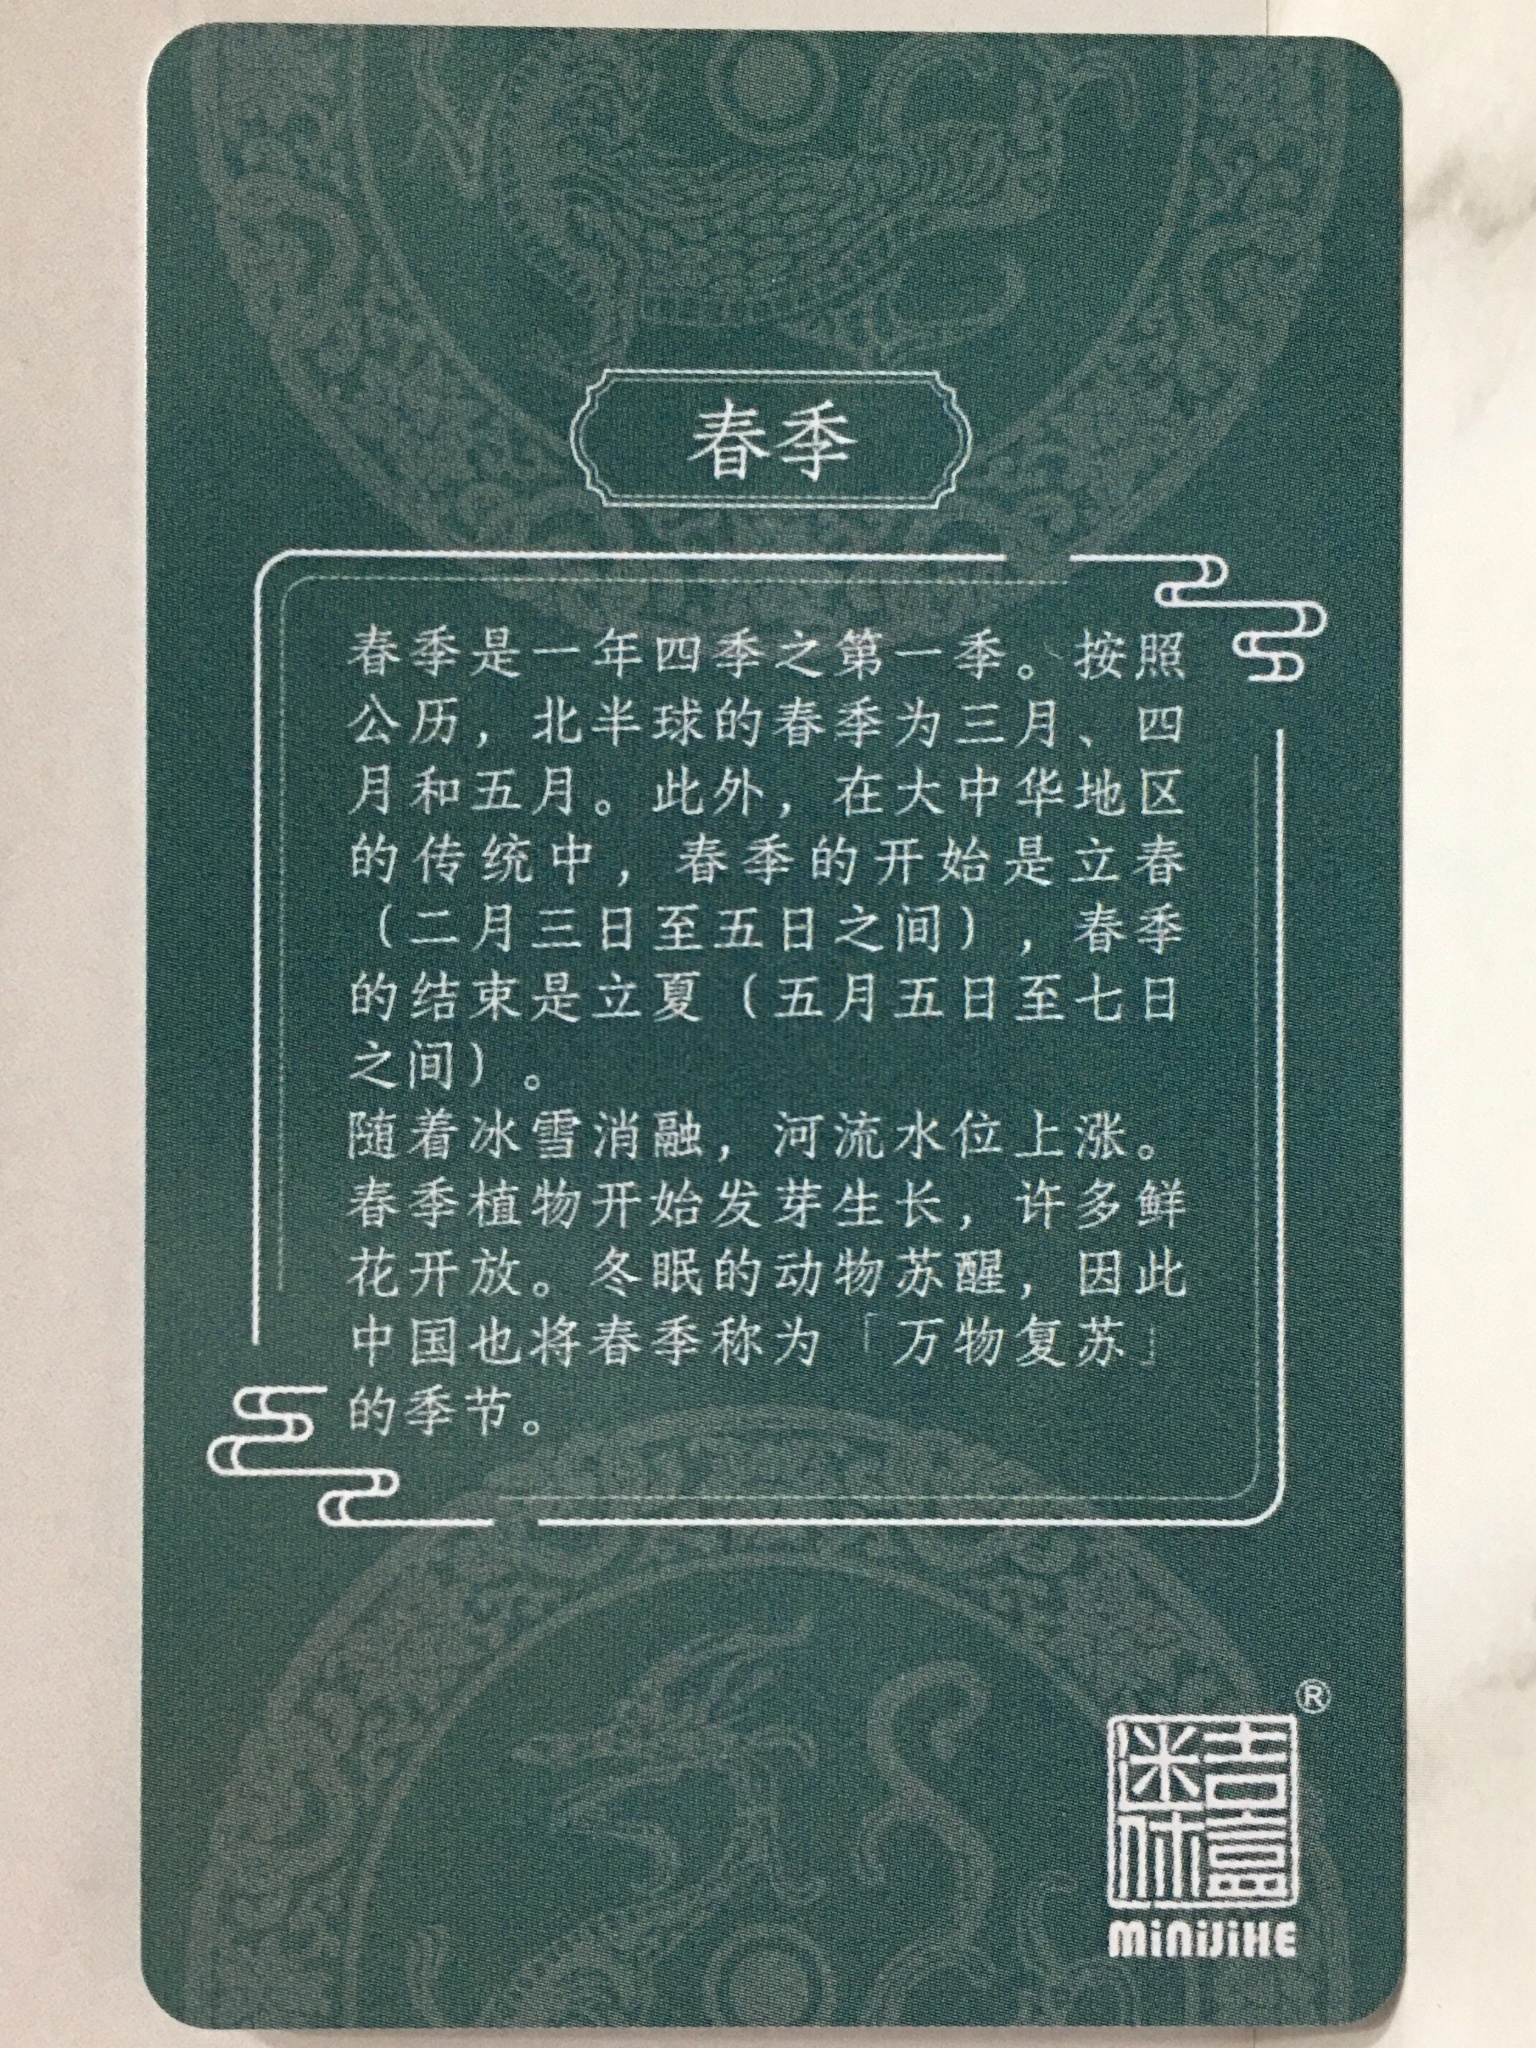 春季
春季是一年四季之第一季。按照
公历，北半球的春季为三月、四
月和五月。此外，在大中华地区
的传统中，春季的开始是立春
（二月三日至五日之间），春季
的结束是立夏（五月五日至七日
之间）。
随着冰雪消融，河流水位上涨。
春季植物开始发芽生长，许多鲜
花开放。冬眠的动物苏醒，因此
中国也将春季称为「万物复苏」
的季节。
®
MINIJIHE